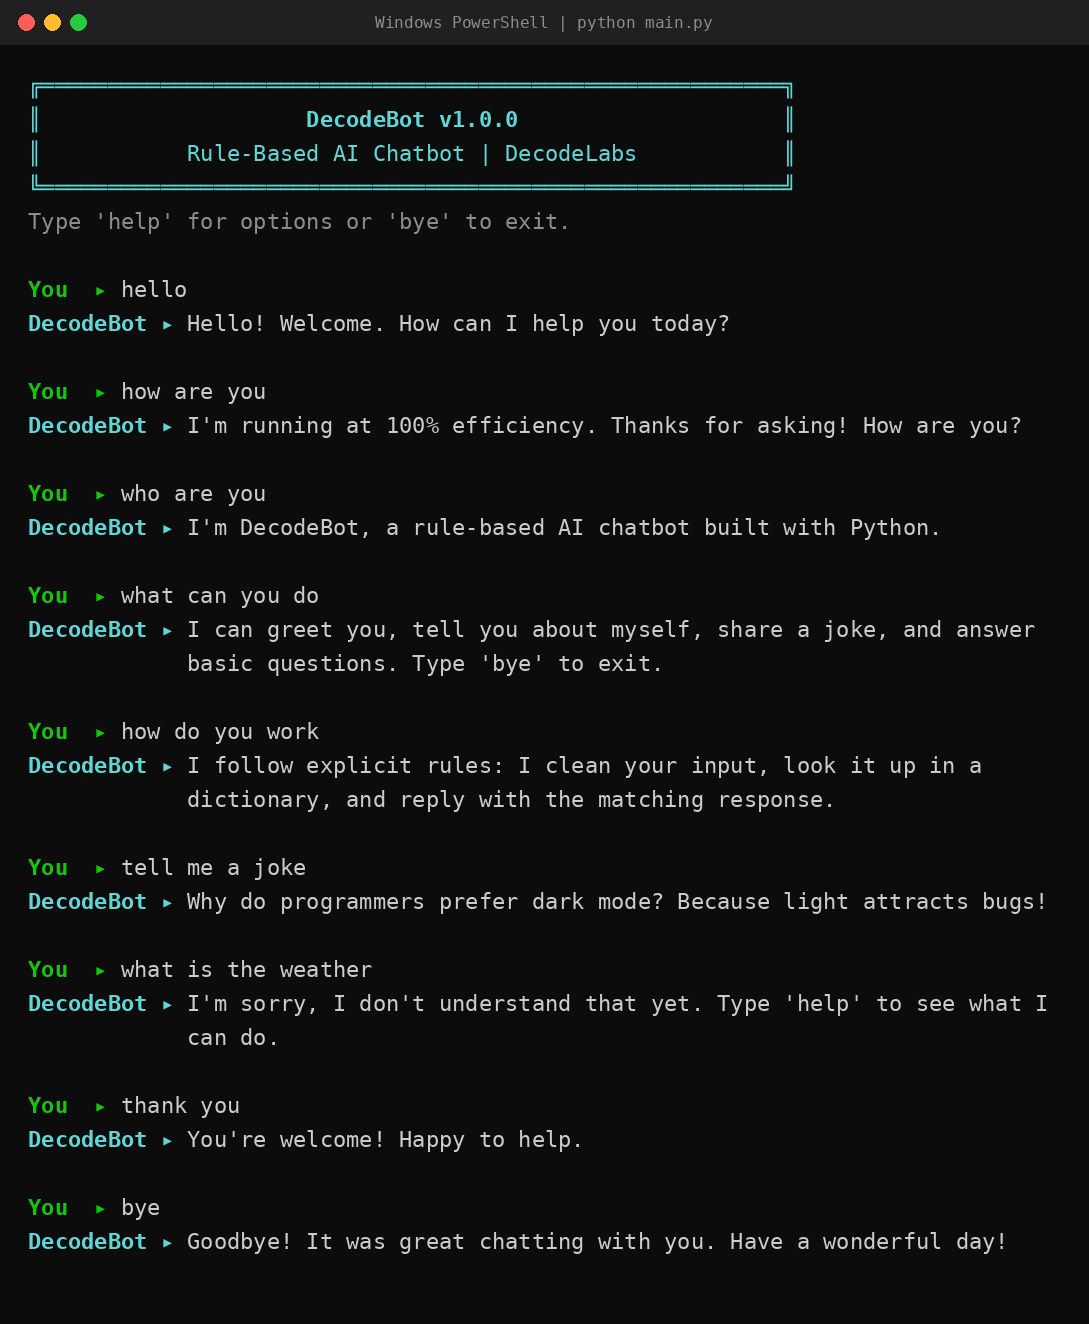 Windows PowerShell | python main.py
DecodeBot v1.0.0
Rule-Based AI Chatbot | DecodeLabs
Type 'help' for options or 'bye' to exit.
You ▸ hello
DecodeBot ▸ Hello! Welcome. How can I help you today?
You ▸ how are you
DecodeBot ▸ I'm running at 100% efficiency. Thanks for asking! How are you?
You ▸ who are you
DecodeBot ▸ I'm DecodeBot, a rule-based AI chatbot built with Python.
You ▸ what can you do
DecodeBot ▸ I can greet you, tell you about myself, share a joke, and answer
basic questions. Type 'bye' to exit.
You ▸ how do you work
DecodeBot ▸ I follow explicit rules: I clean your input, look it up in a
dictionary, and reply with the matching response.
You ▸ tell me a joke
DecodeBot ▸ Why do programmers prefer dark mode? Because light attracts bugs!
You ▸ what is the weather
DecodeBot ▸ I'm sorry, I don't understand that yet. Type 'help' to see what I
can do.
You ▸ thank you
DecodeBot ▸ You're welcome! Happy to help.
You ▸ bye
DecodeBot ▸ Goodbye! It was great chatting with you. Have a wonderful day!